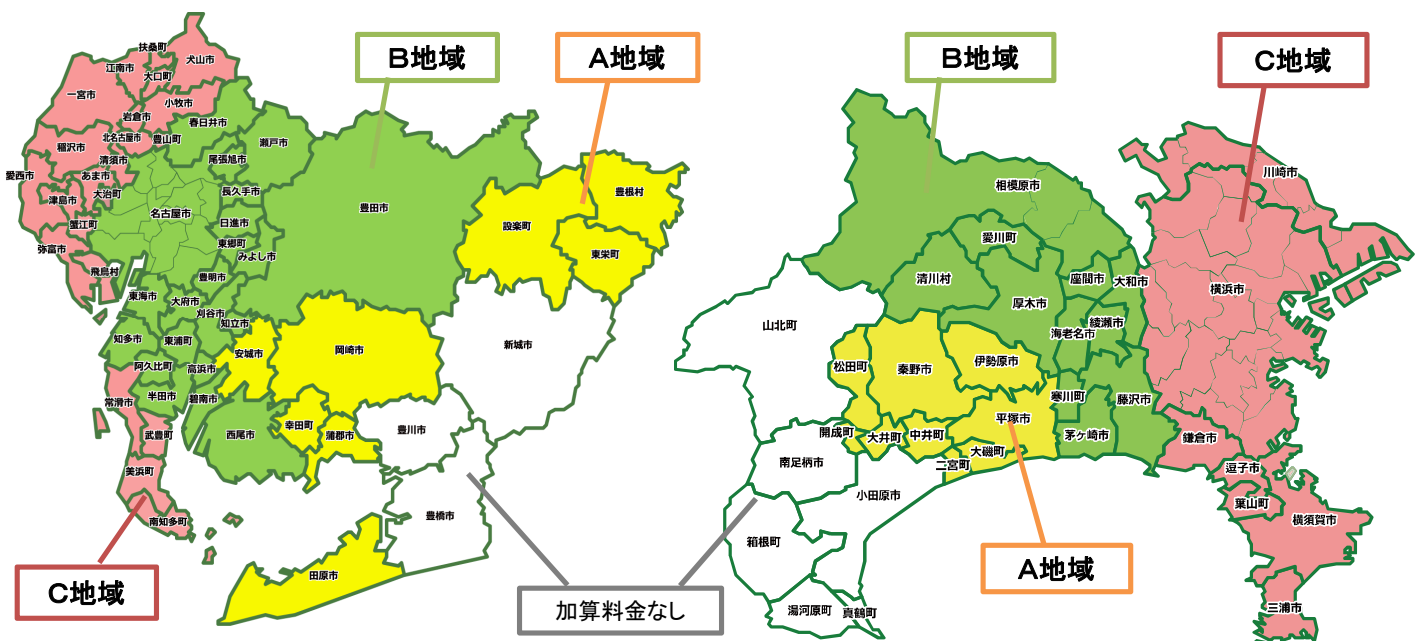 B地域
A地域
B地域
C地域
扶桑町
犬山市
江南市
大口町
一宮市
小牧市
岩倉市
春日井市
北名古屋市
豊山町
瀬戸市
稲沢市
清須市
尾張旭市
愛西市
あま市
津島市
大治町
長久手市
名古屋市
豊田市
日進市
蟹江町
東郷町
弥富市
みよし市
飛島村
豊明市
東海市
大府市
刈谷市
知立市
知多市
東浦町
安城市
岡崎市
阿久比町
高浜市
半田市
碧南市
常滑市
武豊町
西尾市
幸田町
蒲郡市
豊川市
美浜町
南知多町
豊橋市
田原市
設楽町
豊根村
東栄町
新城市
C地域
加算料金なし
相模原市
愛川町
清川村
厚木市
座間市
大和市
綾瀬市
海老名市
山北町
松田町
秦野市
伊勢原市
寒川町
藤沢市
平塚市
茅ヶ崎市
開成町
大井町
中井町
大磯町
二宮町
南足柄市
小田原市
箱根町
湯河原町
真鶴町
A地域
川崎市
横浜市
鎌倉市
逗子市
葉山町
横須賀市
三浦市